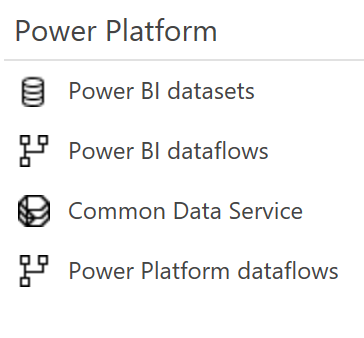 Power Platform
Power BI datasets
Power BI dataflows
Common Data Service
Power Platform dataflows